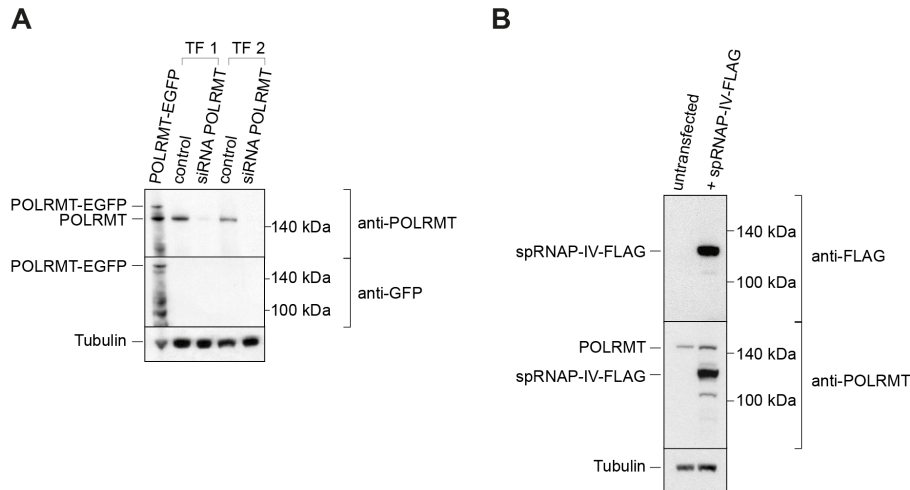 A
TF 1
TF 2
POLRMT-EGFP
control
siRNA POLRMT
control
siRNA POLRMT
POLRMT-EGFP
POLRMT
140 kDa
anti-POLRMT
POLRMT-EGFP
140 kDa
100 kDa
anti-GFP
Tubulin
B
untransfected
+ spRNAP-IV-FLAG
spRNAP-IV-FLAG
140 kDa
100 kDa
anti-FLAG
POLRMT
spRNAP-IV-FLAG
140 kDa
100 kDa
anti-POLRMT
Tubulin